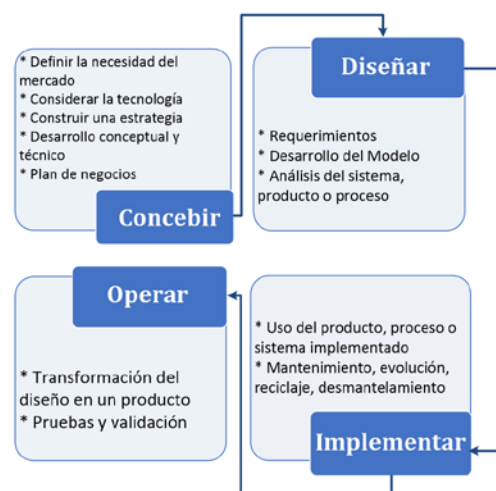 * Definir la necesidad del
mercado
* Considerar la tecnología
* Construir una estrategia
* Desarrollo conceptual y
técnico
* Plan de negocios
Concebir
Diseñar
* Requerimientos
* Desarrollo del Modelo
* Análisis del sistema,
producto o proceso
Operar
* Transformación del
diseño en un producto
* Pruebas y validación
* Uso del producto, proceso o
sistema implementado
* Mantenimiento, evolución,
reciclaje, desmantelamiento
Implementar